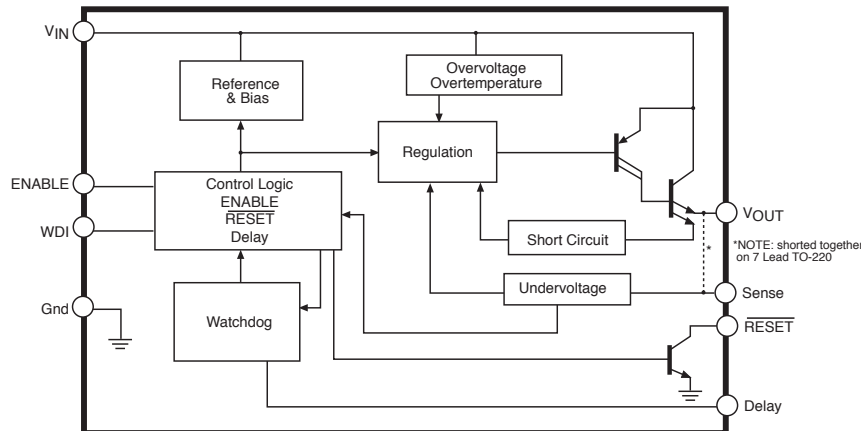 VIN
Overvoltage
Overtemperature
Reference
& Bias
Regulation
ENABLE
Control Logic
ENABLE
RESET
Delay
WDI
VOUT
Short Circuit
*
*NOTE: shorted together
on 7 Lead TO-220
Undervoltage
Sense
Gnd
Watchdog
RESET
Delay